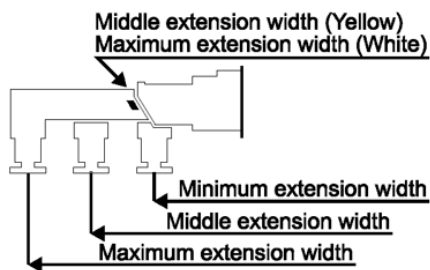 Middle extension width (Yellow)
Maximum extension width (White)
Minimum extension width
Middle extension width
Maximum extension width